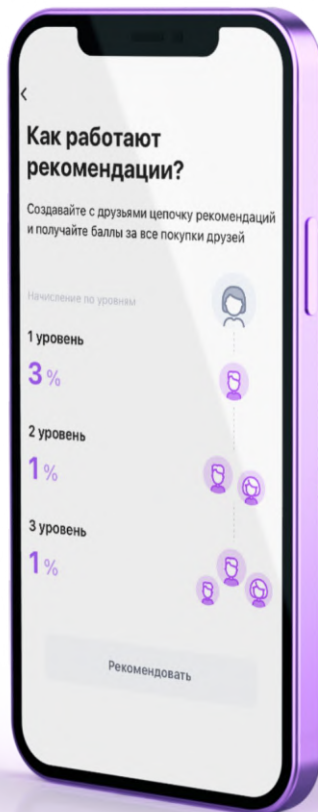 Как работают
рекомендации?
Создавайте с друзьями цепочку рекомендаций
и получайте баллы за все покупки друзей
Начисление по уровням
1 уровень
3 %
2 уровень
1 %
3 уровень
1 %
Рекомендовать